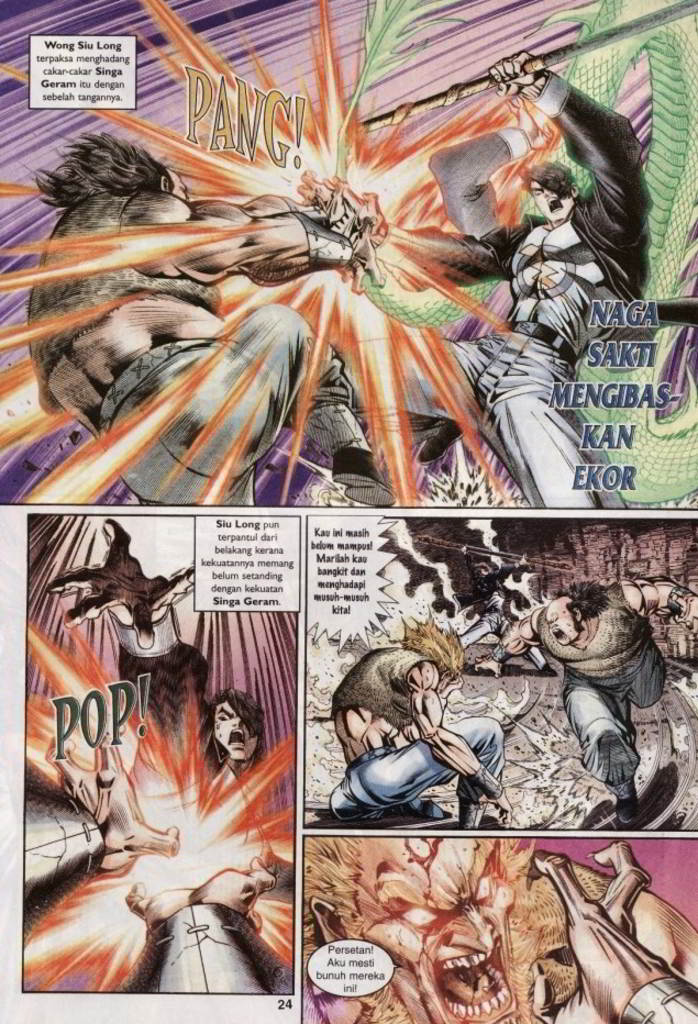 Wong Siu Long
terpaksa menghadang
cakar-cakar Singa
Geram itu dengan
sebelah tangannya.
PANG!
NAGA
SAKTI
MENGIBAS-
KAN
EKOR
Siu Long pun
terpantul dari
belakang kerana
kekuatannya memang
belum setanding
dengan kekuatan
Singa Geram.
POP!
Kau ini masih
belum mampus!
Marilah kau
bangkit dan
menghadapi
musuh-musuh
kita!
Persetan!
Aku mesti
bunuh mereka
ini!
24